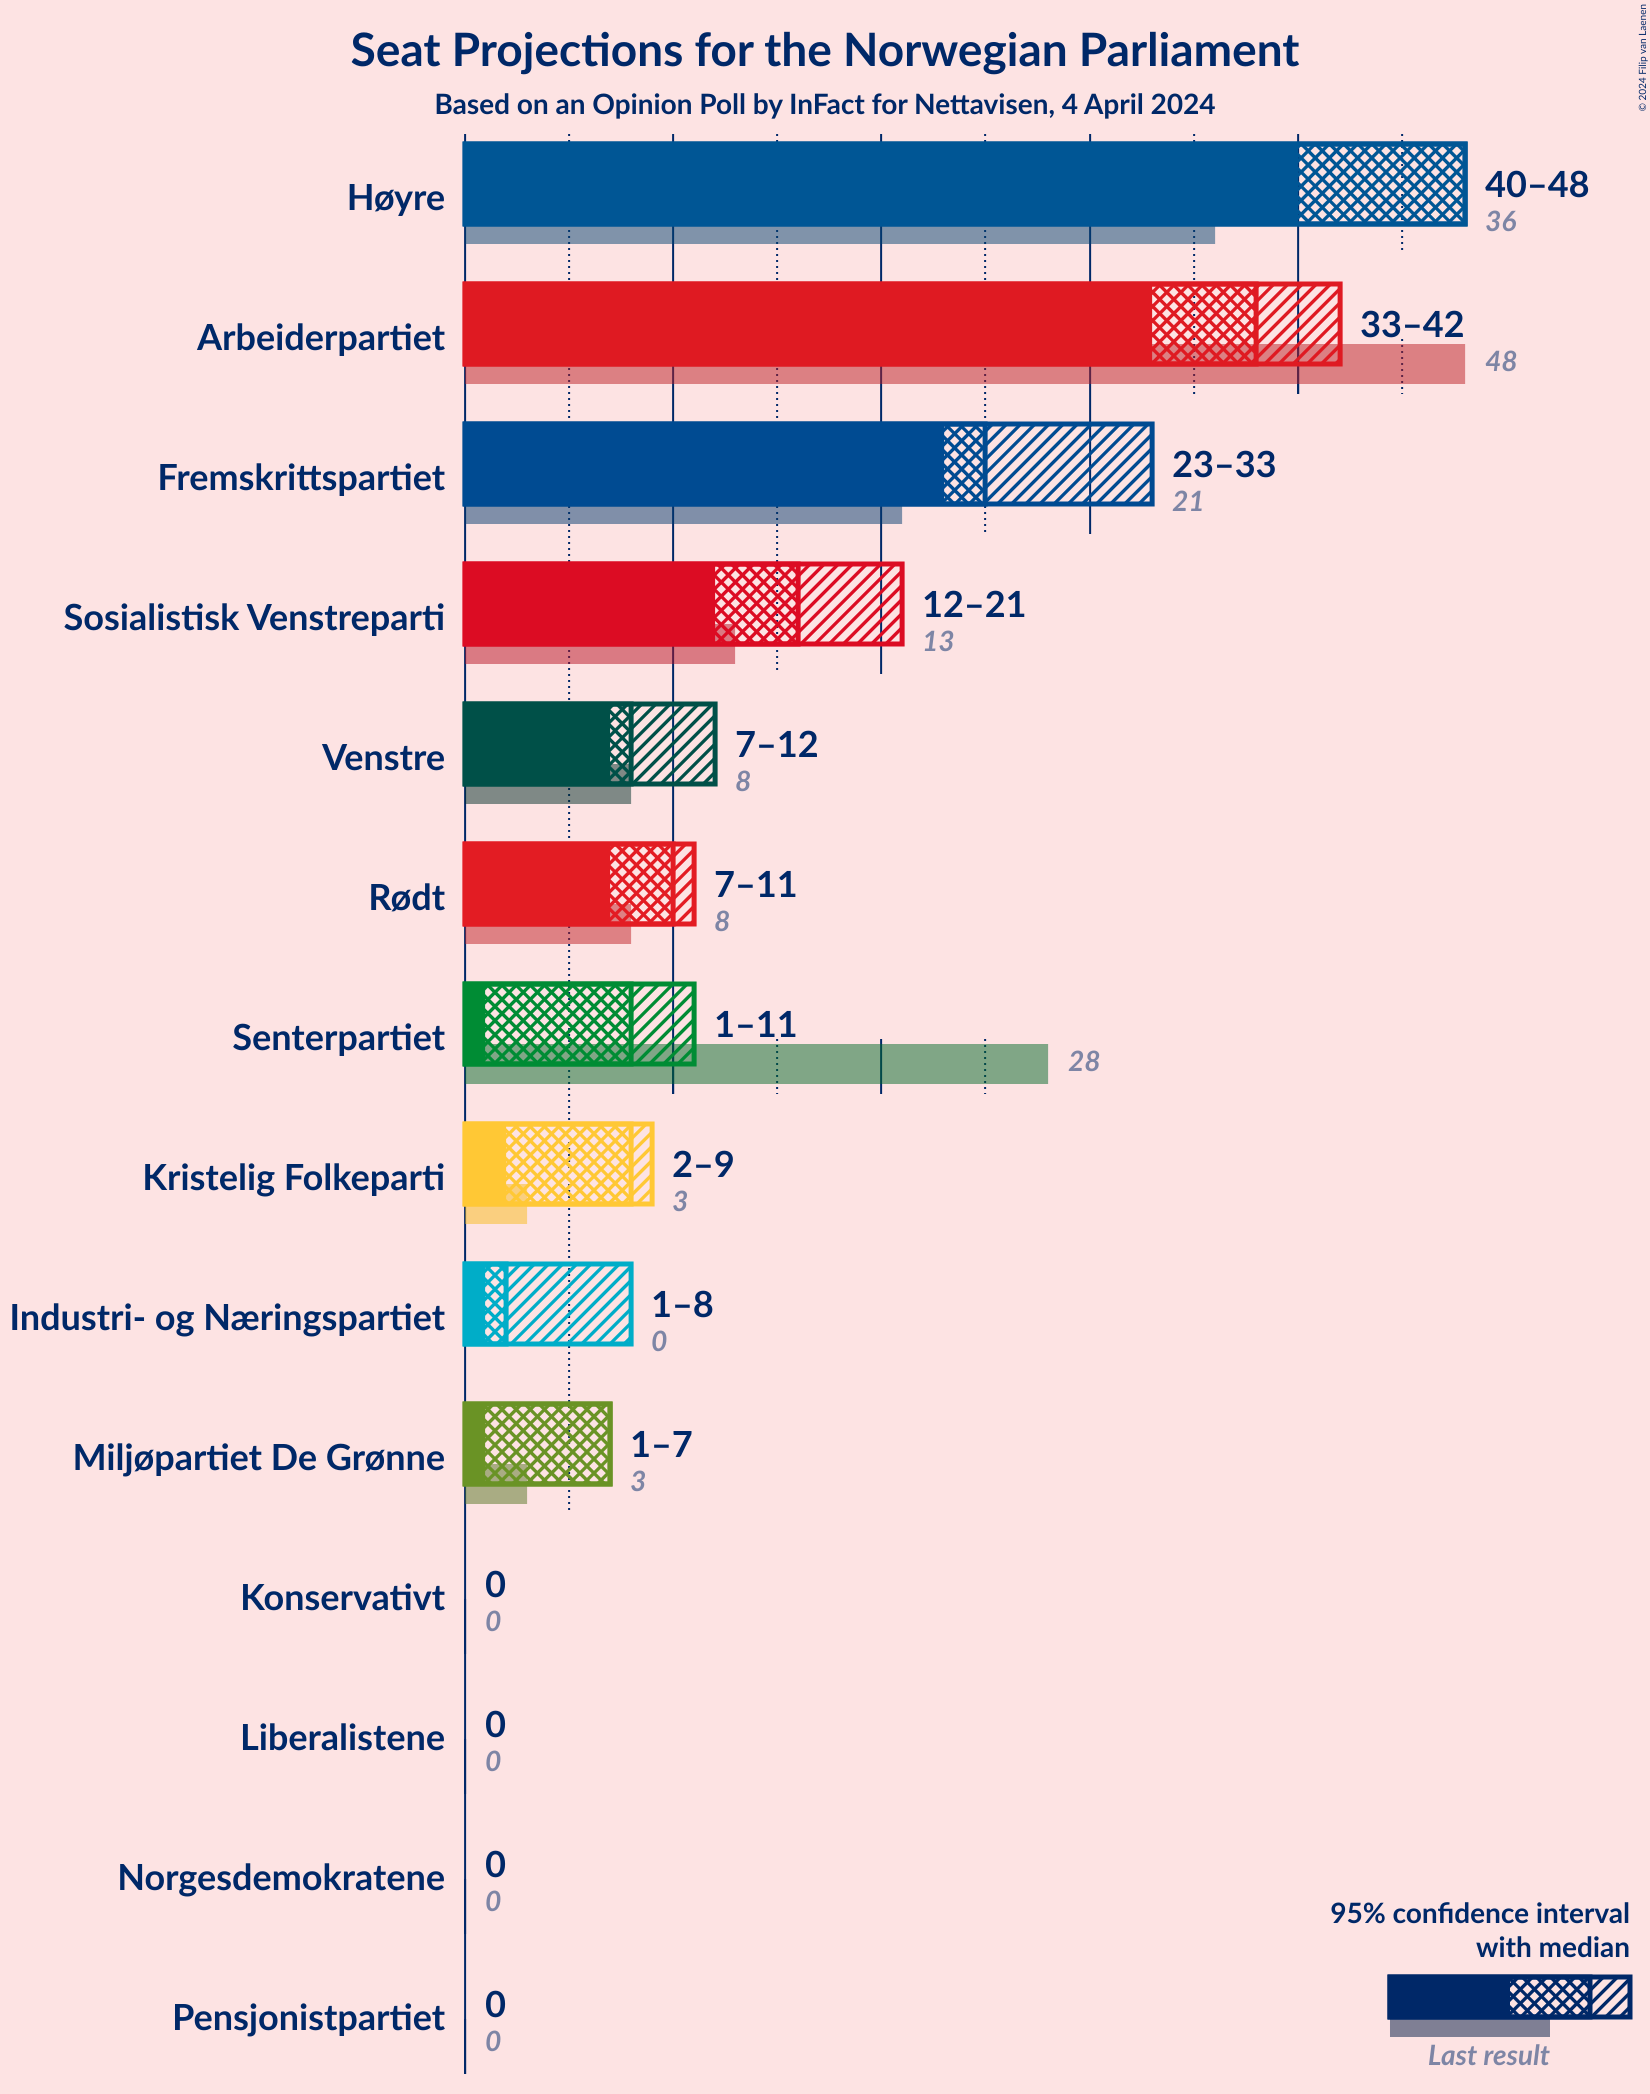 Seat Projections for the Norwegian Parliament
Based on an Opinion Poll by InFact for Nettavisen, 4 April 2024
© 2024 Filip van Laenen
Høyre
40–48
36
Arbeiderpartiet
33–42
48
Fremskrittspartiet
23–33
21
Sosialistisk Venstreparti
12–21
13
Venstre
7–12
8
Rødt
7–11
8
Senterpartiet
1–11
28
Kristelig Folkeparti
2–9
3
Industri- og Næringspartiet
1–8
0
Miljøpartiet De Grønne
1–7
3
Konservativt
0
0
Liberalistene
0
0
Norgesdemokratene
0
0
Pensjonistpartiet
0
0
95% confidence interval
with median
Last result